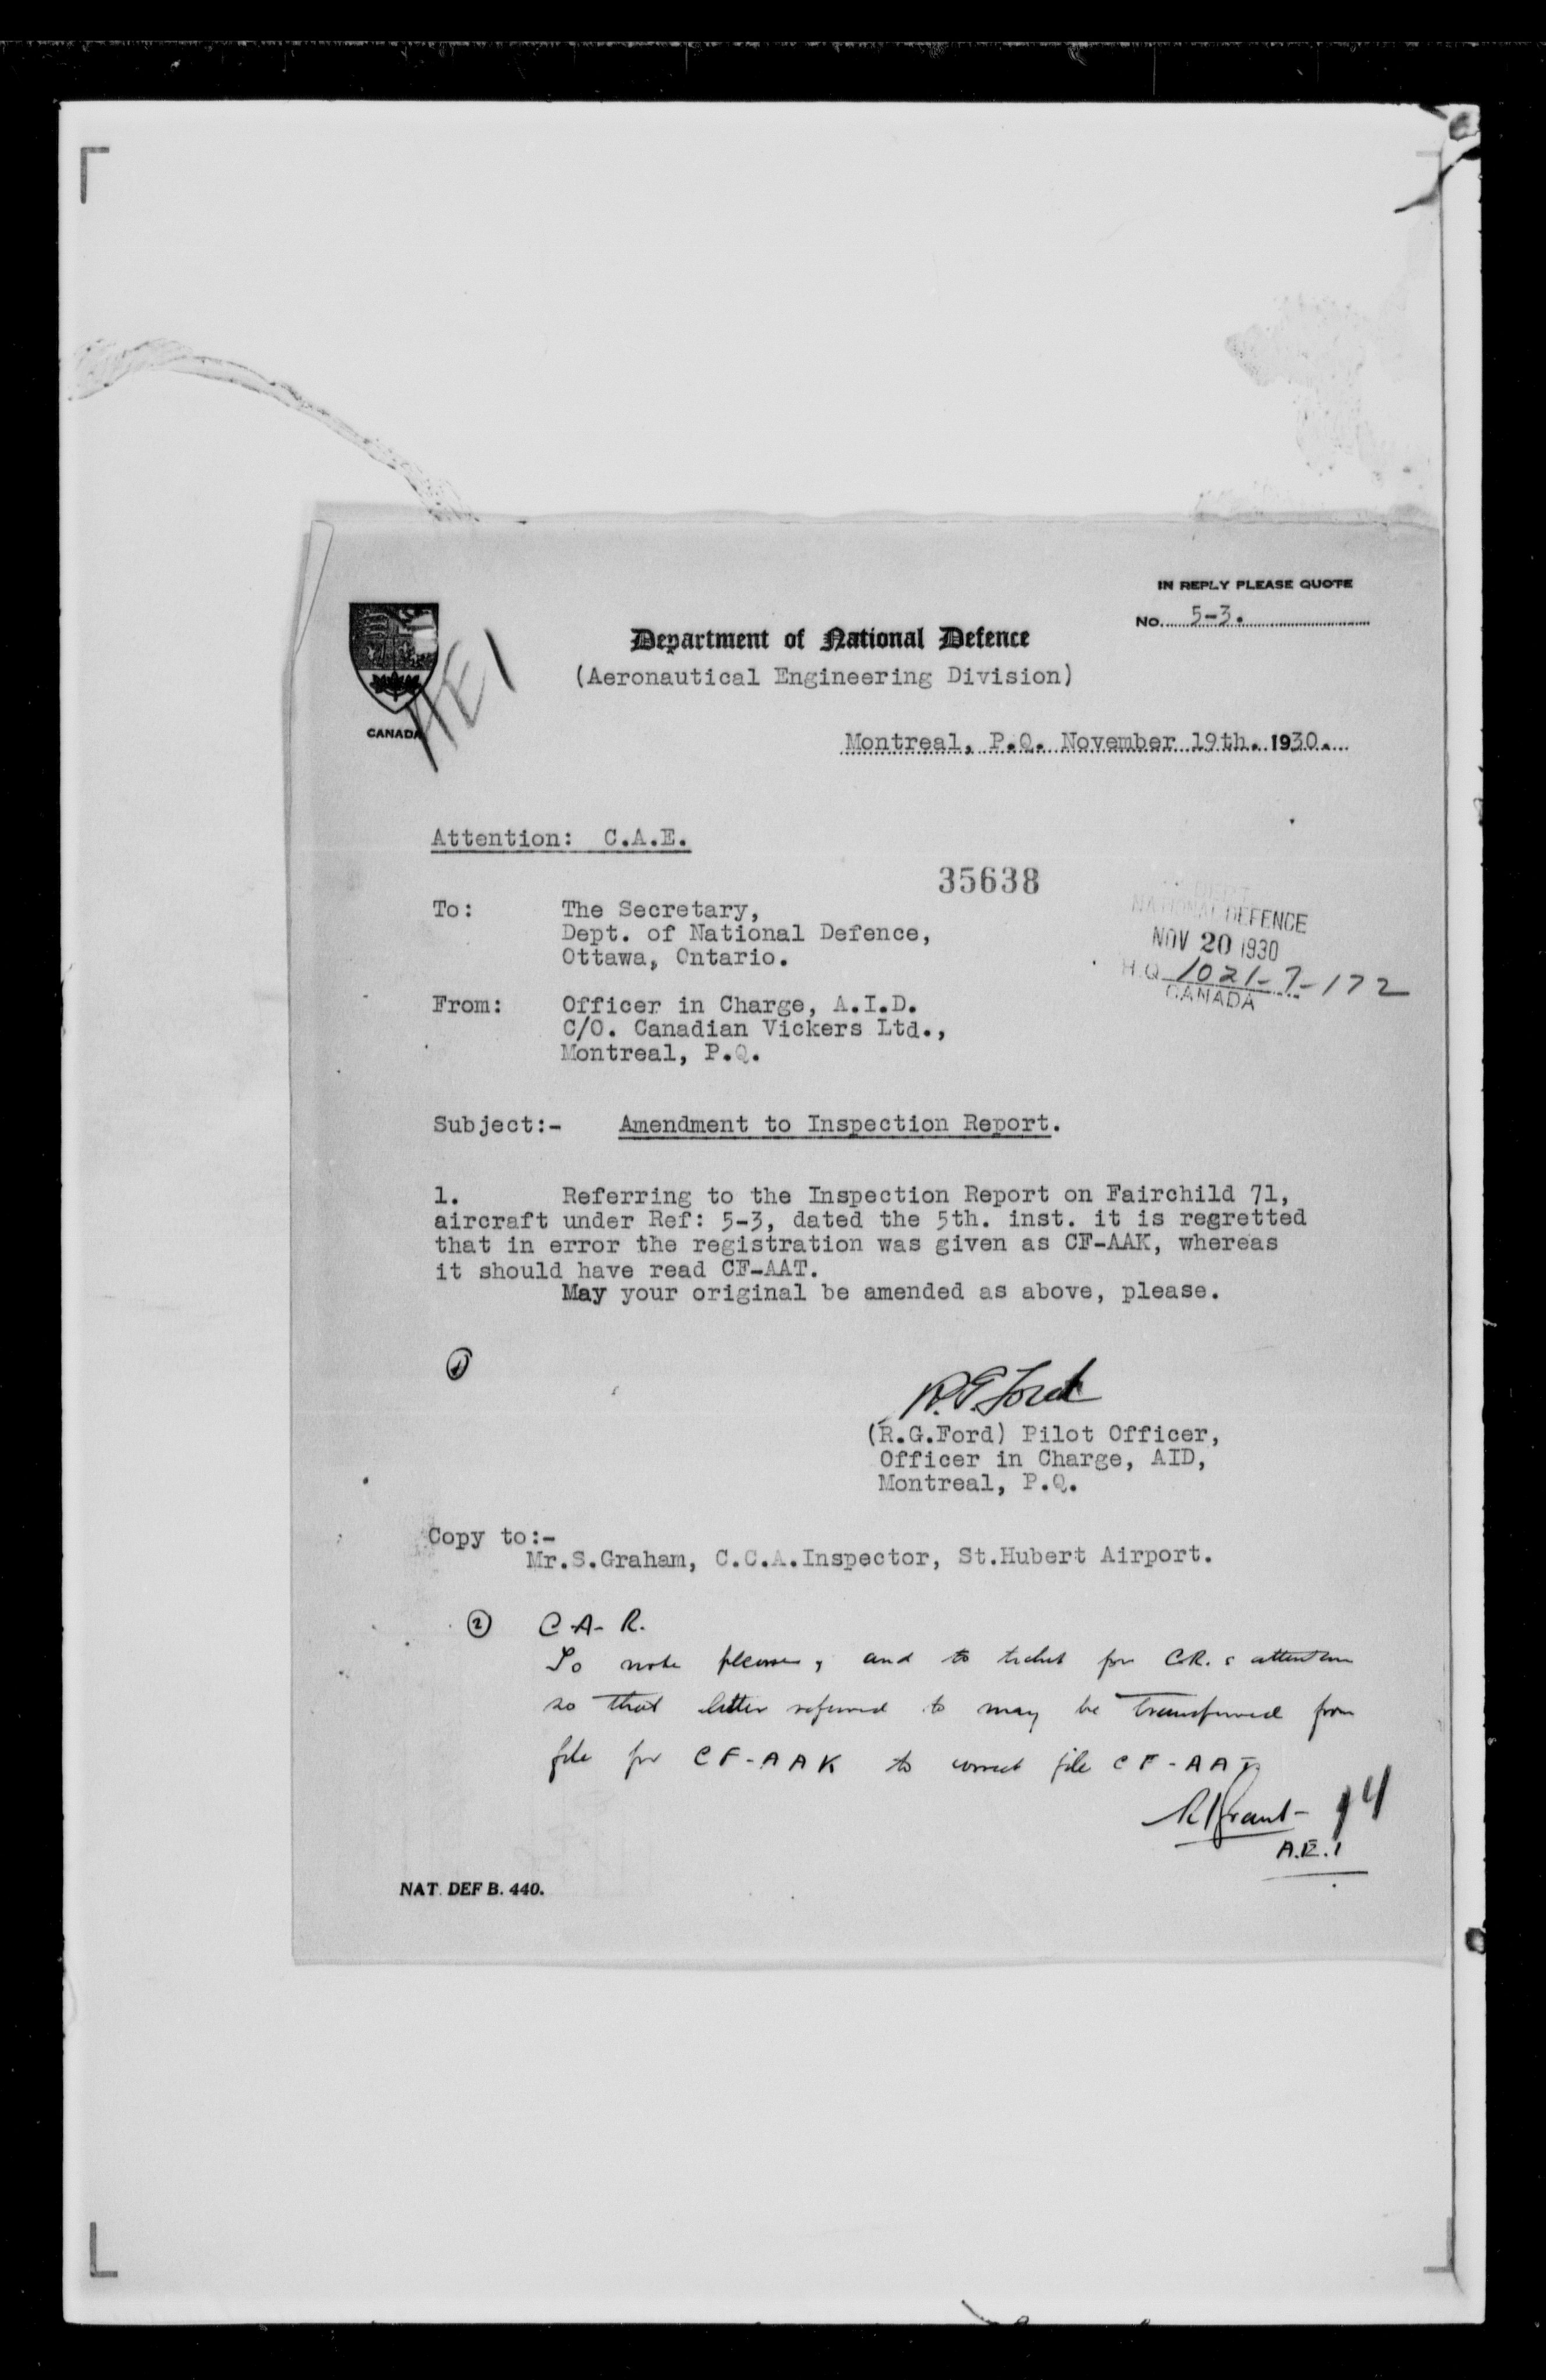 IN REPLY PLEASE QUOTE
No. 5-3.
Department of National Defence
(Aeronautical Engineering Division)
CANADA
AE1
Montreal, P.Q. November 19th. 1930.
Attention: C.A.E.
35638
To: The Secretary,
Dept. of National Defence,
Ottawa, Ontario.
DEPT
NATIONAL DEFENCE
NOV 20 1930
H.Q. 1021-7-172
CANADA
From: Officer in Charge, A.I.D.
C/O. Canadian Vickers Ltd.,
Montreal, P.Q.
Subject:- Amendment to Inspection Report.
1. Referring to the Inspection Report on Fairchild 71,
aircraft under Ref: 5-3, dated the 5th. inst. it is regretted
that in error the registration was given as CF-AAK, whereas
it should have read CF-AAT.
May your original be amended as above, please.
1
R.G. Ford
(R.G.Ford) Pilot Officer,
Officer in Charge, AID,
Montreal, P.Q.
Copy to:-
Mr.S.Graham, C.C.A.Inspector, St.Hubert Airport.
2 C.A.R.
To note please, and to ticket for C.R.s attention
so that letter referred to may be transferred from
file for CF-AAK to correct file CF-AAT
A.E.1
NAT. DEF B. 440.